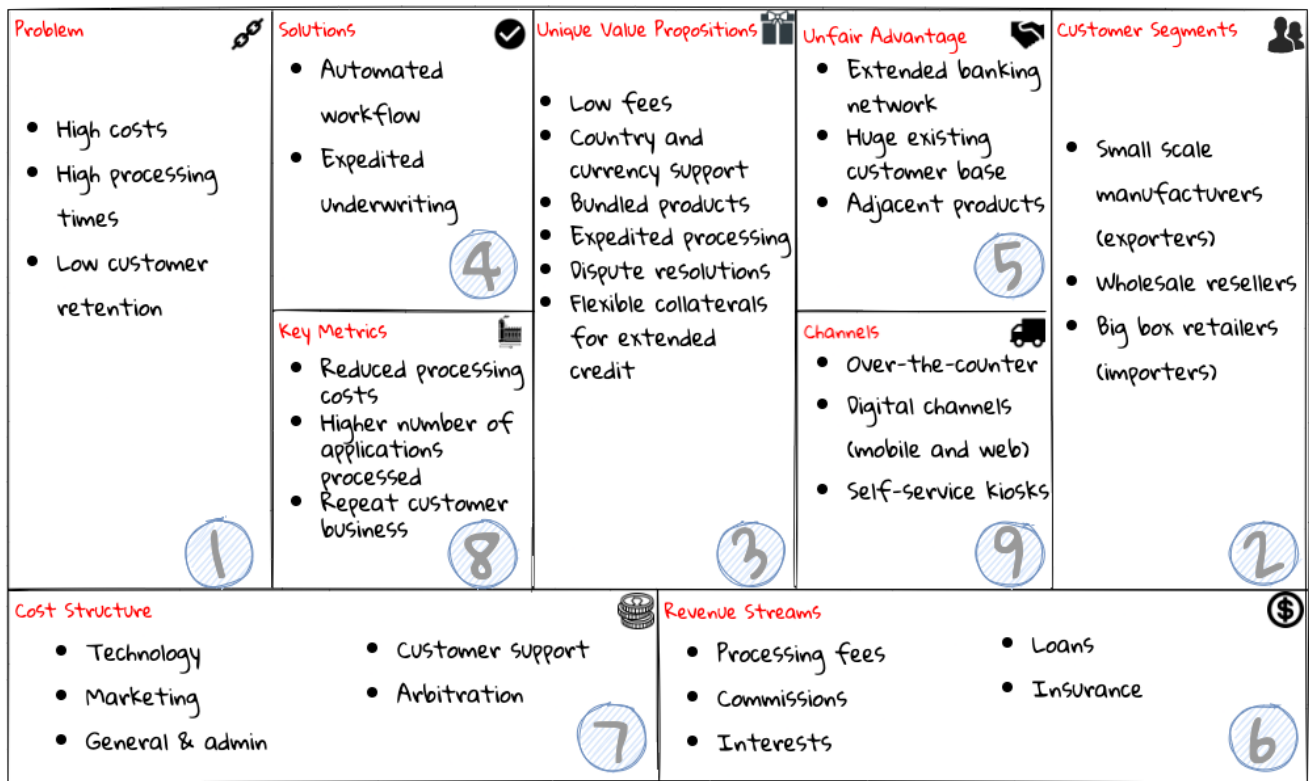 Problem
High costs
High processing
times
Low customer
retention
1
Solutions
Automated
workflow
Expedited
underwriting
4
Key Metrics
Reduced processing
costs
Higher number of
applications
processed
Repeat customer
business
8
Unique Value Propositions
Low fees
Country and
currency support
Bundled products
Expedited processing
Dispute resolutions
Flexible collaterals
for extended
credit
3
Unfair Advantage
Extended banking
network
Huge existing
customer base
Adjacent products
5
Channels
Over-the-counter
Digital channels
(mobile and web)
Self-service kiosks
9
Customer Segments
Small scale
manufacturers
(exporters)
Wholesale resellers
Big box retailers
(importers)
2
Cost Structure
Technology
Marketing
General & admin
Customer support
Arbitration
7
Revenue Streams
$
Processing fees
Commissions
Interests
Loans
Insurance
6